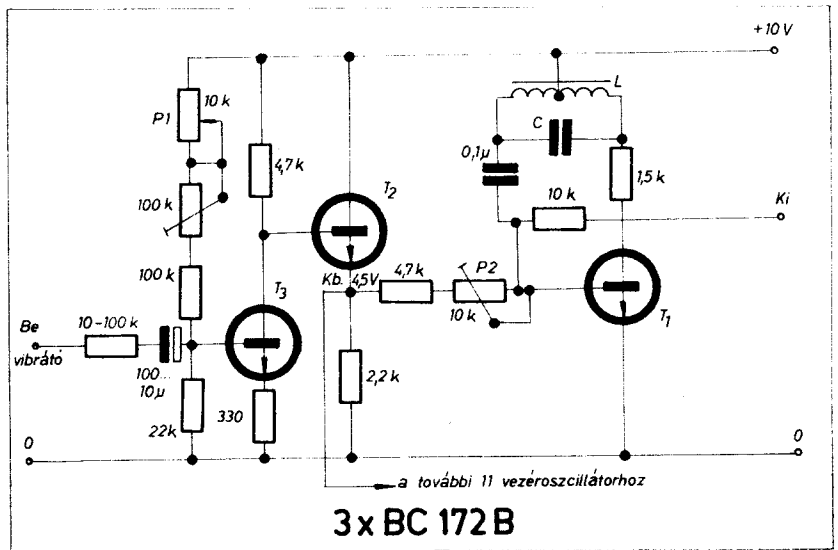 +10 V
P1
10 k
L
C
0,1µ
4,7 k
1,5 k
100 k
T2
10 k
Ki
100 k
Kb. 4,5V
4,7 k
P2
10 k
T3
T1
Be
vibrátó
10-100 k
100...
10 µ
2,2 k
22k
330
0
0
a további 11 vezéroszcillátorhoz
3 x BC 172 B